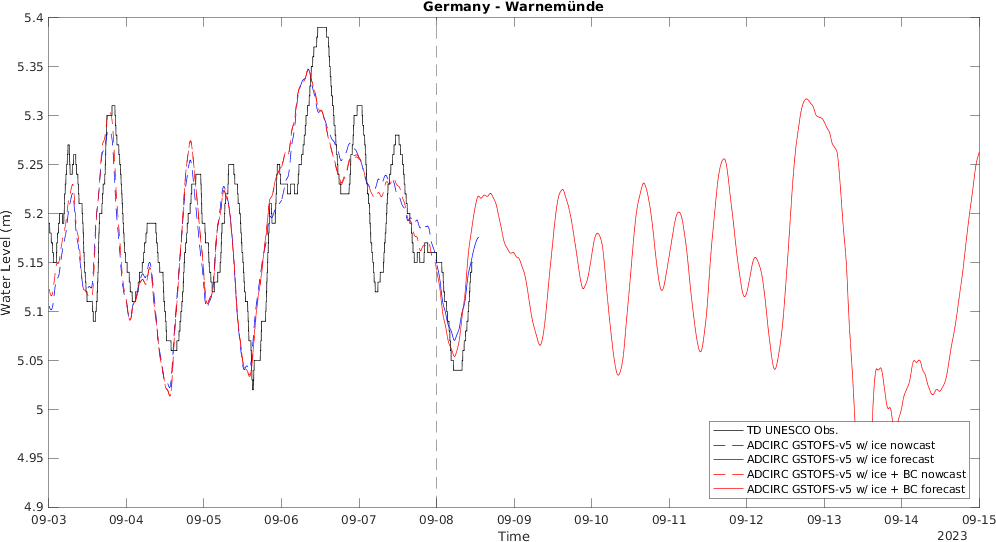 Germany - Warnemünde
5.4
5.35
5.3
5.25
5.2
5.15
5.1
5.05
5
4.95
4.9
Water Level (m)
09-03 09-04 09-05 09-06 09-07 09-08 09-09 09-10 09-11 09-12 09-13 09-14 09-15
Time
2023
TD UNESCO Obs.
ADCIRC GSTOFS-v5 w/ ice nowcast
ADCIRC GSTOFS-v5 w/ ice forecast
ADCIRC GSTOFS-v5 w/ ice + BC nowcast
ADCIRC GSTOFS-v5 w/ ice + BC forecast